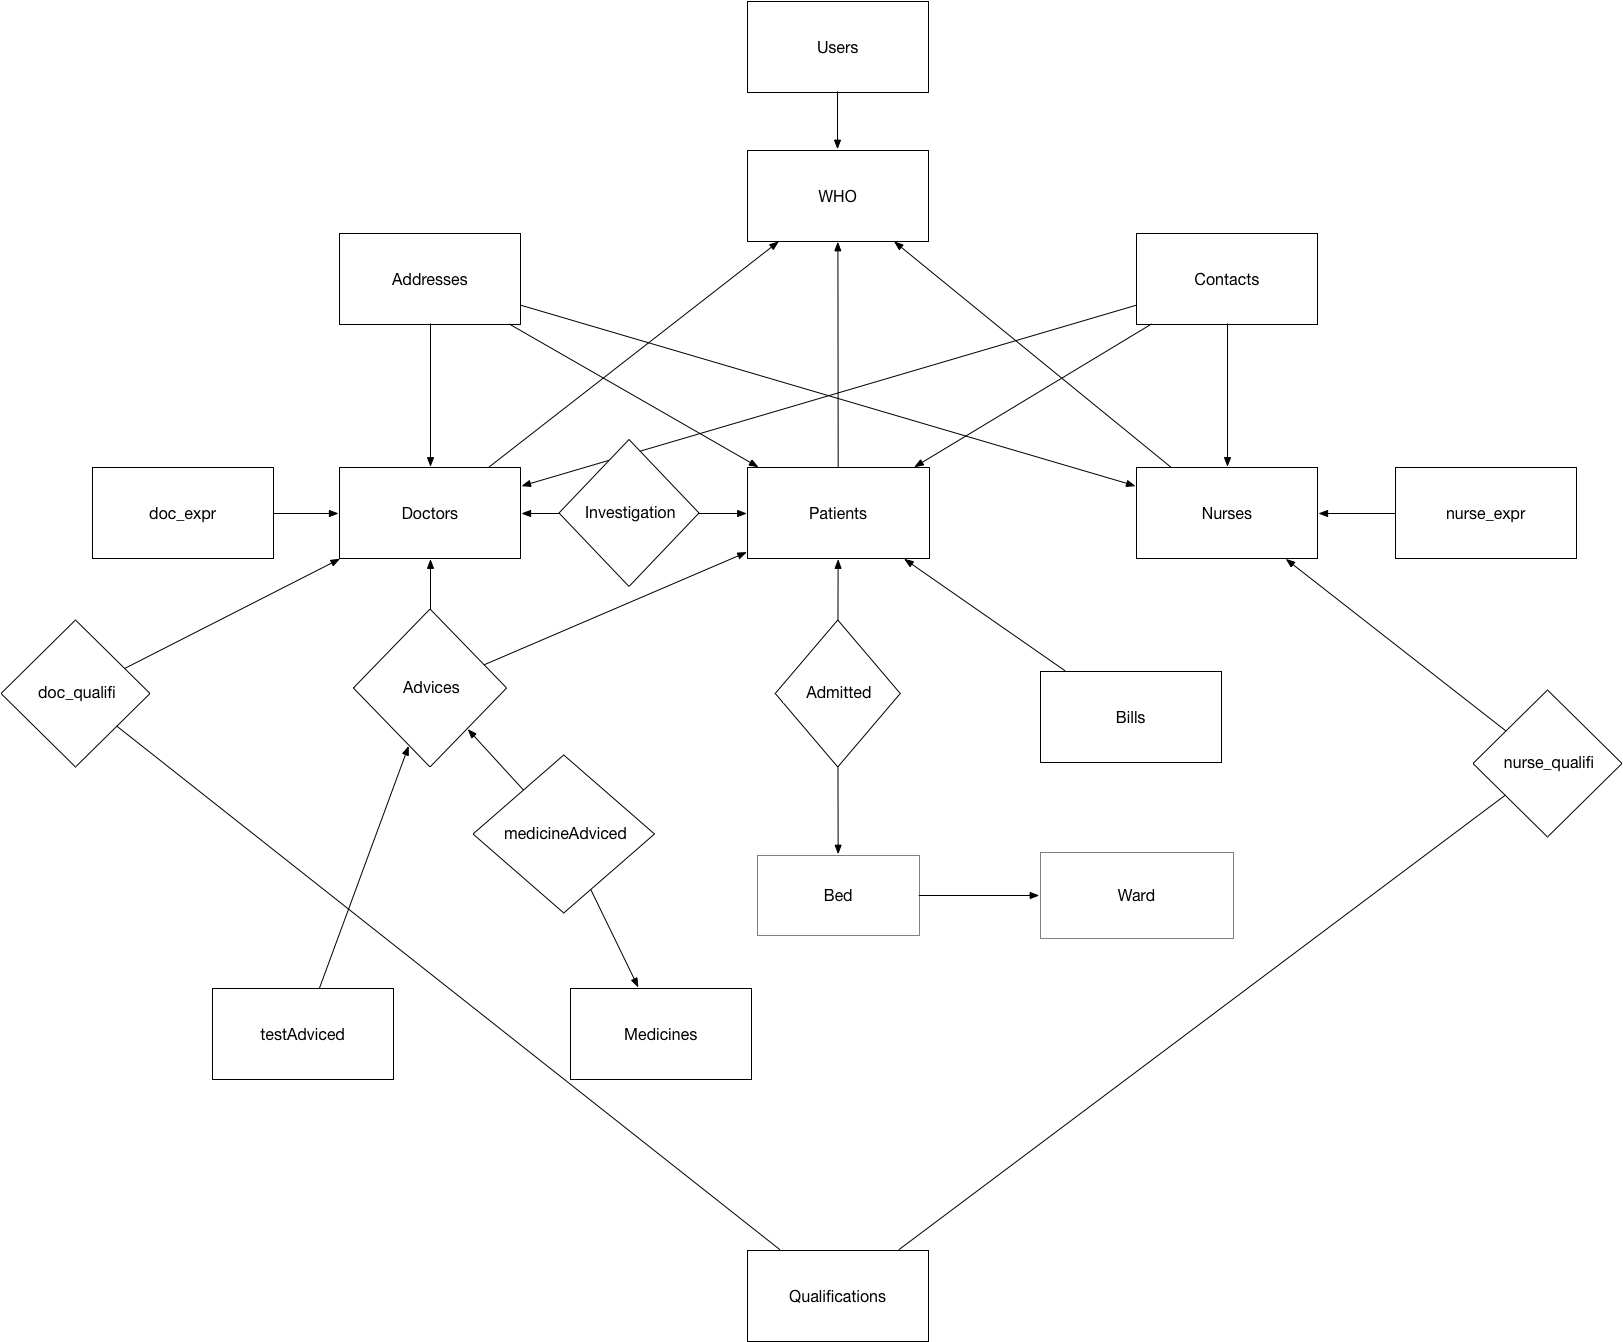 Users
WHO
Addresses
Contacts
doc_expr
Doctors
Investigation
Patients
Nurses
nurse_expr
doc_qualifi
Advices
Admitted
Bills
nurse_qualifi
medicineAdviced
Bed
Ward
testAdviced
Medicines
Qualifications